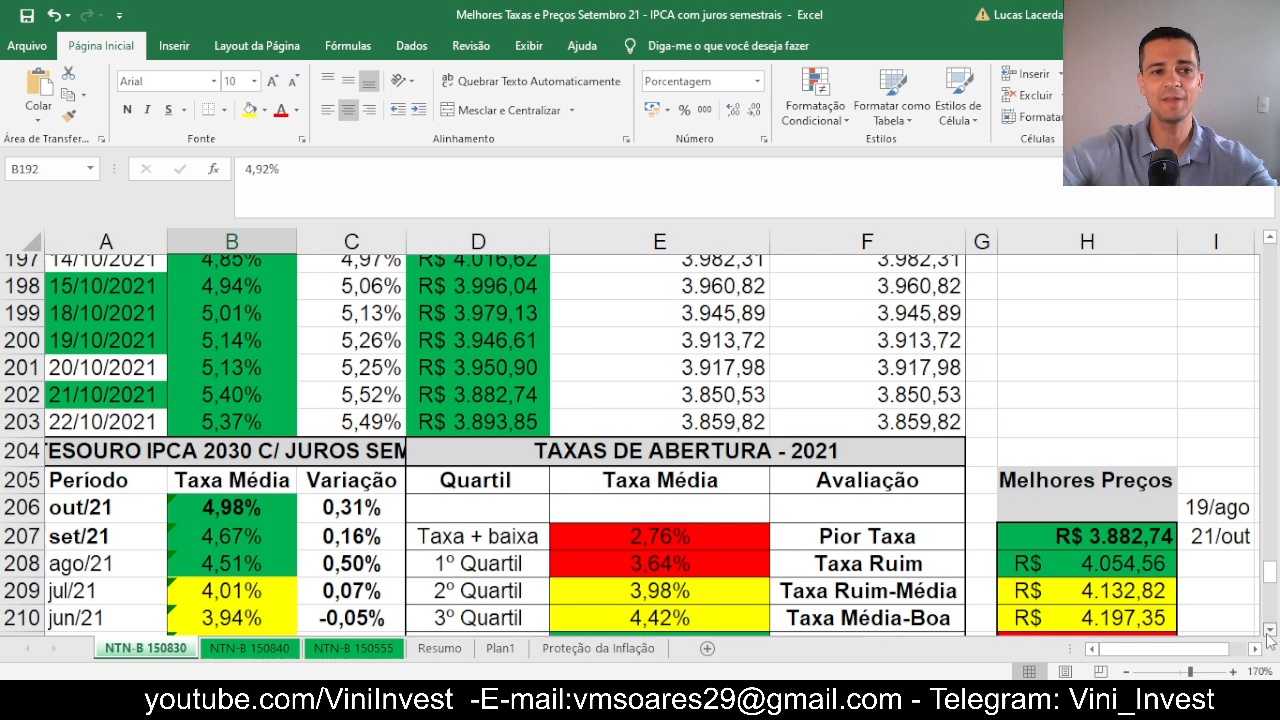 Melhores Taxas e Preços Setembro 21 - IPCA com juros semestrais - Excel
Lucas Lacerda
Arquivo Página Inicial Inserir Layout da Página Fórmulas Dados Revisão Exibir Ajuda Diga-me o que você deseja fazer
Colar
Arial 10
N I S
Quebrar Texto Automaticamente
Mesclar e Centralizar
Porcentagem
% 000
Formatação Condicional
Formatar como Tabela
Estilos de Célula
Inserir
Excluir
Formatar
Área de Transfer... Fonte Alinhamento Número Estilos Células
B192 fx 4,92%
A B C D E F G H I
197 14/10/2021 4,85% 4,97% R$ 4.016,62 3.982,31 3.982,31
198 15/10/2021 4,94% 5,06% R$ 3.996,04 3.960,82 3.960,82
199 18/10/2021 5,01% 5,13% R$ 3.979,13 3.945,89 3.945,89
200 19/10/2021 5,14% 5,26% R$ 3.946,61 3.913,72 3.913,72
201 20/10/2021 5,13% 5,25% R$ 3.950,90 3.917,98 3.917,98
202 21/10/2021 5,40% 5,52% R$ 3.882,74 3.850,53 3.850,53
203 22/10/2021 5,37% 5,49% R$ 3.893,85 3.859,82 3.859,82
204 ESOURO IPCA 2030 C/ JUROS SEM TAXAS DE ABERTURA - 2021
205 Período Taxa Média Variação Quartil Taxa Média Avaliação Melhores Preços
206 out/21 4,98% 0,31% 19/ago
207 set/21 4,67% 0,16% Taxa + baixa 2,76% Pior Taxa R$ 3.882,74 21/out
208 ago/21 4,51% 0,50% 1º Quartil 3,64% Taxa Ruim R$ 4.054,56
209 jul/21 4,01% 0,07% 2º Quartil 3,98% Taxa Ruim-Média R$ 4.132,82
210 jun/21 3,94% -0,05% 3º Quartil 4,42% Taxa Média-Boa R$ 4.197,35
NTN-B 150830 NTN-B 150840 NTN-B 150555 Resumo Plan1 Proteção da Inflação
170%
youtube.com/ViniInvest -E-mail:vmsoares29@gmail.com - Telegram: Vini_Invest